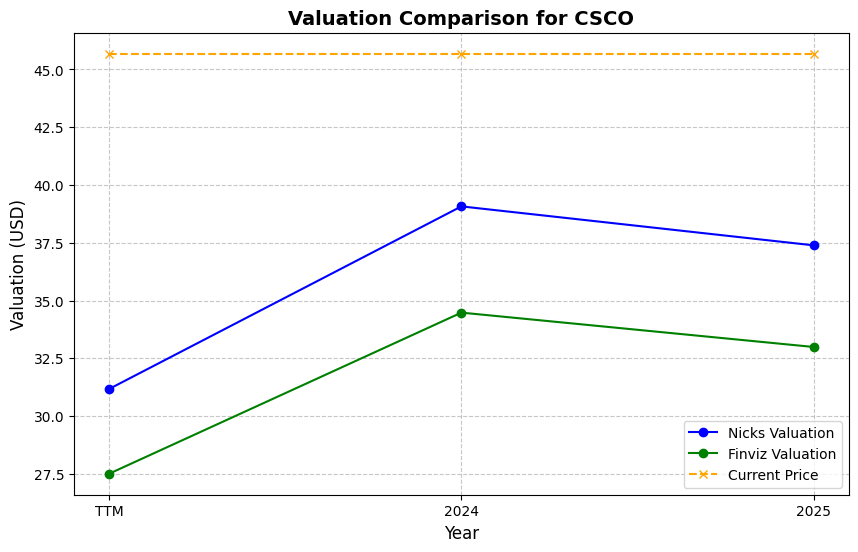 Valuation Comparison for CSCO
Valuation (USD)
45.0
42.5
40.0
37.5
35.0
32.5
30.0
27.5
TTM 2024 2025
Year
Nicks Valuation
Finviz Valuation
Current Price